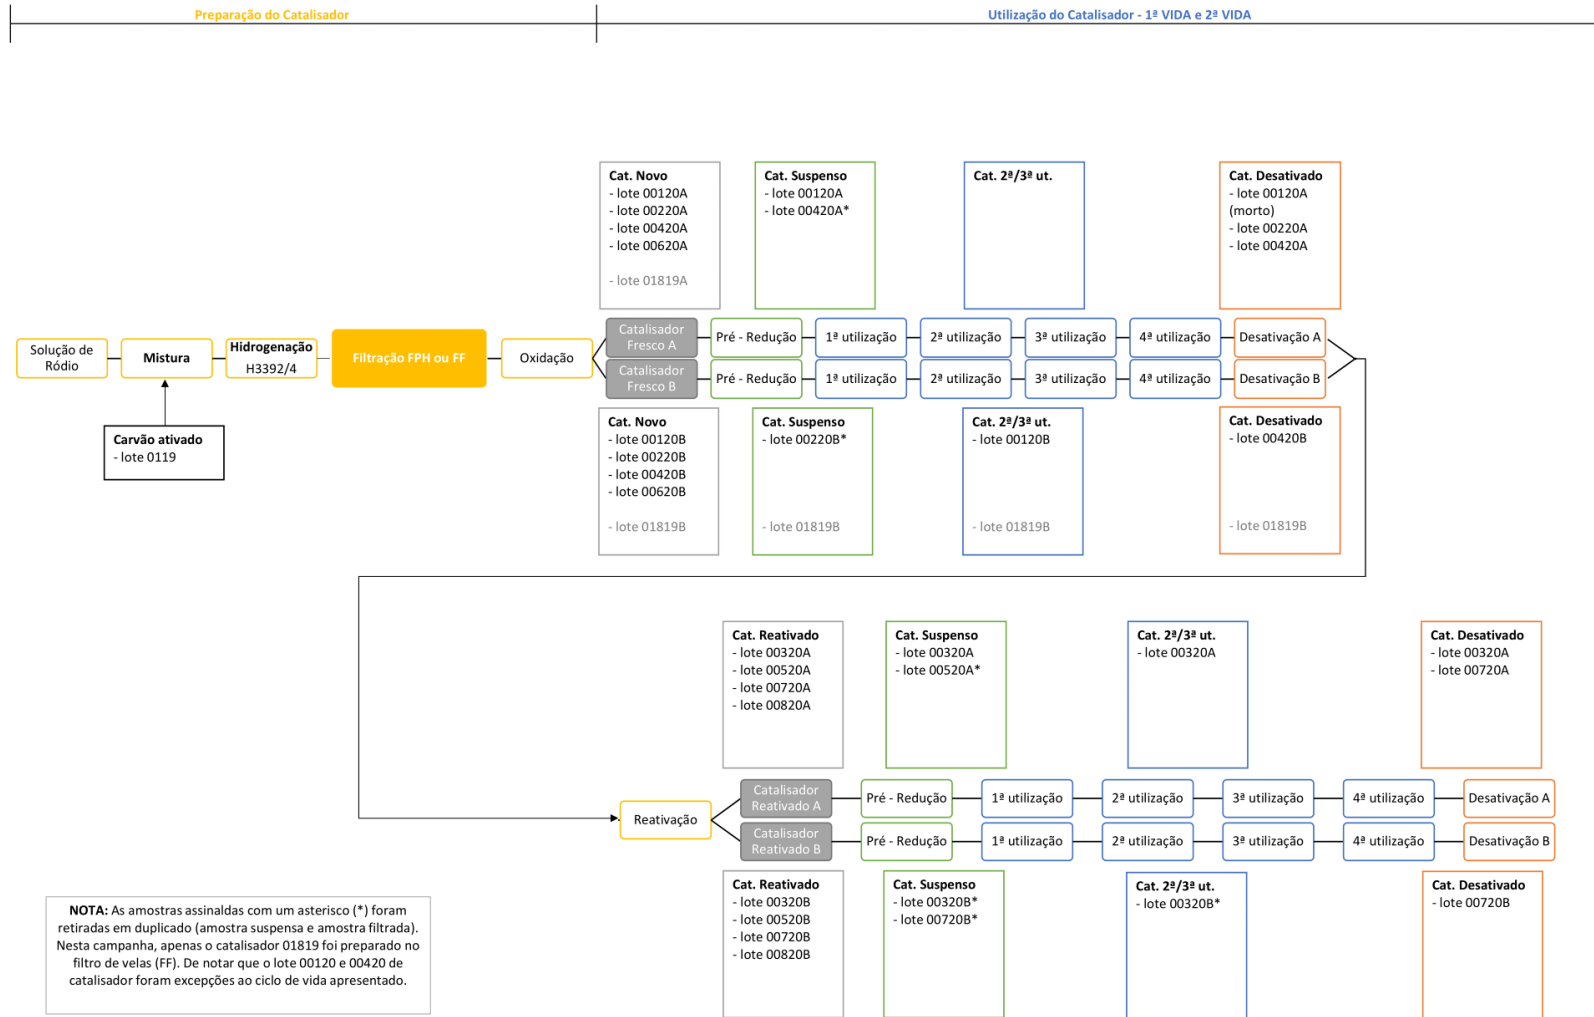 Preparação do Catalisador
Utilização do Catalisador - 1ª VIDA e 2ª VIDA
Cat. Novo
- lote 00120A
- lote 00220A
- lote 00420A
- lote 00620A
- lote 01819A
Cat. Suspenso
- lote 00120A
- lote 00420A*
Cat. 2ª/3ª ut.
Cat. Desativado
- lote 00120A
(morto)
- lote 00220A
- lote 00420A
Solução de
Ródio
Mistura
Hidrogenação
H3392/4
Filtração FPH ou FF
Oxidação
Catalisador
Fresco A
Pré - Redução
1ª utilização
2ª utilização
3ª utilização
4ª utilização
Desativação A
Catalisador
Fresco B
Pré - Redução
1ª utilização
2ª utilização
3ª utilização
4ª utilização
Desativação B
Carvão ativado
- lote 0119
Cat. Novo
- lote 00120B
- lote 00220B
- lote 00420B
- lote 00620B
- lote 01819B
Cat. Suspenso
- lote 00220B*
- lote 01819B
Cat. 2ª/3ª ut.
- lote 00120B
- lote 01819B
Cat. Desativado
- lote 00420B
- lote 01819B
Cat. Reativado
- lote 00320A
- lote 00520A
- lote 00720A
- lote 00820A
Cat. Suspenso
- lote 00320A
- lote 00520A*
Cat. 2ª/3ª ut.
- lote 00320A
Cat. Desativado
- lote 00320A
- lote 00720A
Reativação
Catalisador
Reativado A
Pré - Redução
1ª utilização
2ª utilização
3ª utilização
4ª utilização
Desativação A
Catalisador
Reativado B
Pré - Redução
1ª utilização
2ª utilização
3ª utilização
4ª utilização
Desativação B
Cat. Reativado
- lote 00320B
- lote 00520B
- lote 00720B
- lote 00820B
Cat. Suspenso
- lote 00320B*
- lote 00720B*
Cat. 2ª/3ª ut.
- lote 00320B*
Cat. Desativado
- lote 00720B
NOTA: As amostras assinaldas com um asterisco (*) foram
retiradas em duplicado (amostra suspensa e amostra filtrada).
Nesta campanha, apenas o catalisador 01819 foi preparado no
filtro de velas (FF). De notar que o lote 00120 e 00420 de
catalisador foram exceções ao ciclo de vida apresentado.